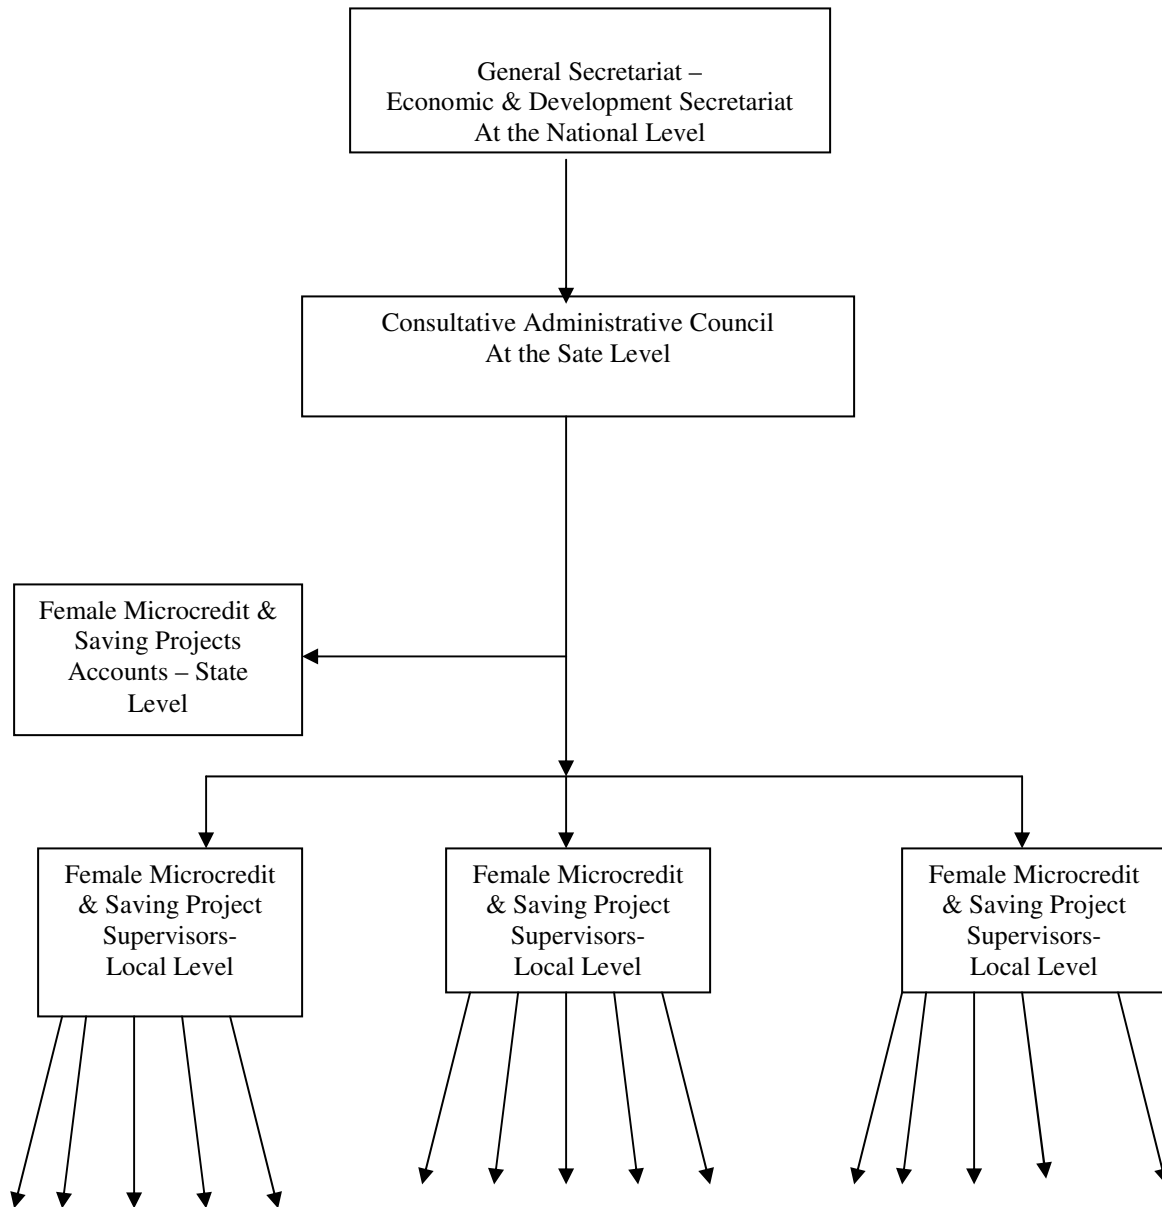 General Secretariat –
Economic & Development Secretariat
At the National Level
Consultative Administrative Council
At the Sate Level
Female Microcredit &
Saving Projects
Accounts – State
Level
Female Microcredit
& Saving Project
Supervisors-
Local Level
Female Microcredit
& Saving Project
Supervisors-
Local Level
Female Microcredit
& Saving Project
Supervisors-
Local Level